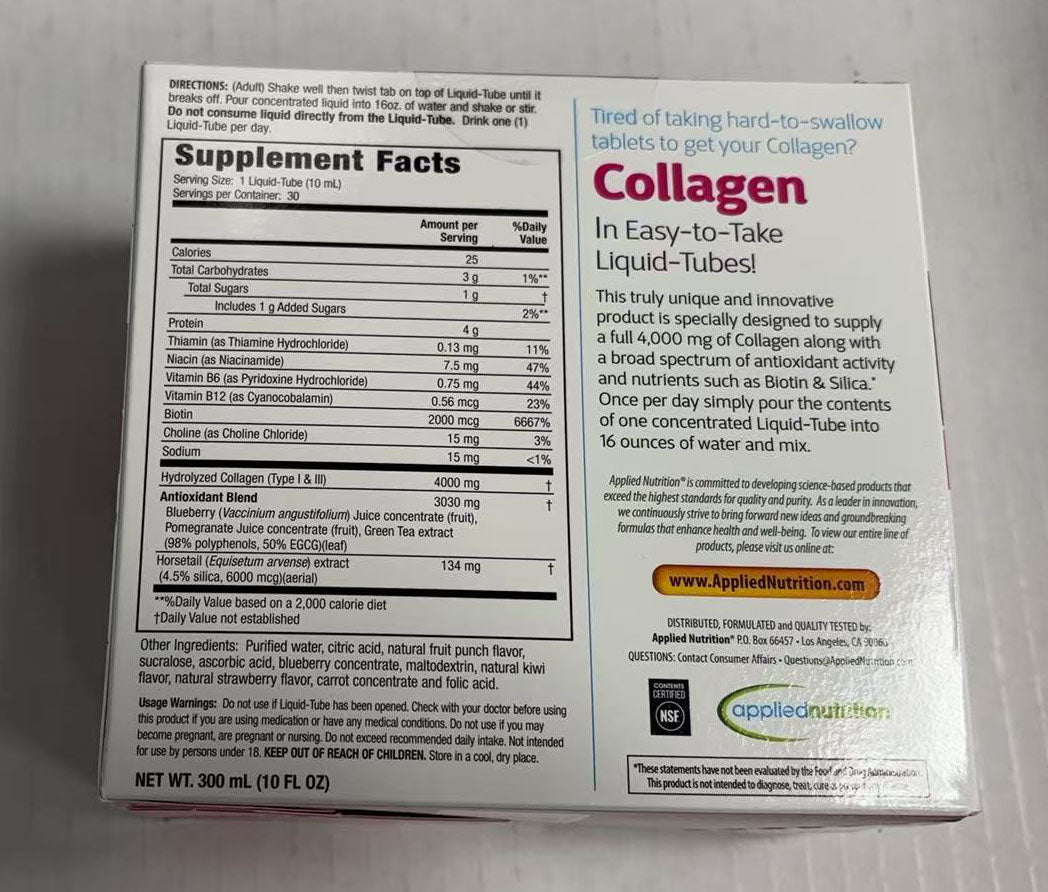 DIRECTIONS: (Adult) Shake well then twist tab on top of Liquid-Tube until it
breaks off. Pour concentrated liquid into 16oz. of water and shake or stir.
Do not consume liquid directly from the Liquid-Tube. Drink one (1)
Liquid-Tube per day.
Supplement Facts
Serving Size: 1 Liquid-Tube (10 mL)
Servings per Container: 30
Amount per Serving %Daily Value
Calories 25
Total Carbohydrates 3 g 1%**
Total Sugars 1 g †
Includes 1 g Added Sugars 2%**
Protein 4 g
Thiamin (as Thiamine Hydrochloride) 0.13 mg 11%
Niacin (as Niacinamide) 7.5 mg 47%
Vitamin B6 (as Pyridoxine Hydrochloride) 0.75 mg 44%
Vitamin B12 (as Cyanocobalamin) 0.56 mcg 23%
Biotin 2000 mcg 6667%
Choline (as Choline Chloride) 15 mg 3%
Sodium 15 mg <1%
Hydrolyzed Collagen (Type I & III) 4000 mg †
Antioxidant Blend 3030 mg †
Blueberry (Vaccinium angustifolium) Juice concentrate (fruit),
Pomegranate Juice concentrate (fruit), Green Tea extract
(98% polyphenols, 50% EGCG)(leaf)
Horsetail (Equisetum arvense) extract 134 mg †
(4.5% silica, 6000 mcg)(aerial)
**%Daily Value based on a 2,000 calorie diet
†Daily Value not established
Other Ingredients: Purified water, citric acid, natural fruit punch flavor,
sucralose, ascorbic acid, blueberry concentrate, maltodextrin, natural kiwi
flavor, natural strawberry flavor, carrot concentrate and folic acid.
Usage Warnings: Do not use if Liquid-Tube has been opened. Check with your doctor before using
this product if you are using medication or have any medical conditions. Do not use if you may
become pregnant, are pregnant or nursing. Do not exceed recommended daily intake. Not intended
for use by persons under 18. KEEP OUT OF REACH OF CHILDREN. Store in a cool, dry place.
NET WT. 300 mL (10 FL OZ)
Tired of taking hard-to-swallow
tablets to get your Collagen?
Collagen
In Easy-to-Take
Liquid-Tubes!
This truly unique and innovative
product is specially designed to supply
a full 4,000 mg of Collagen along with
a broad spectrum of antioxidant activity
and nutrients such as Biotin & Silica.*
Once per day simply pour the contents
of one concentrated Liquid-Tube into
16 ounces of water and mix.
Applied Nutrition® is committed to developing science-based products that
exceed the highest standards for quality and purity. As a leader in innovation,
we continuously strive to bring forward new ideas and groundbreaking
formulas that enhance health and well-being. To view our entire line of
products, please visit us online at:
www.AppliedNutrition.com
DISTRIBUTED, FORMULATED and QUALITY TESTED by:
Applied Nutrition® P.O. Box 66457 • Los Angeles, CA
QUESTIONS: Contact Consumer Affairs • Questions@AppliedNutrition.com
CONTENTS
CERTIFIED
NSF
appliednutrition
*These statements have not been evaluated by the Food and Drug Administration.
This product is not intended to diagnose, treat, cure or